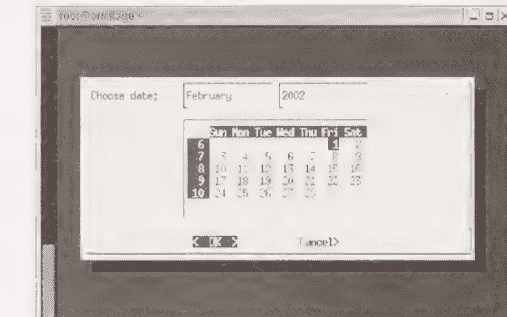 Choose date: February 2002
Sun Mon Tue Wed Thu Fri Sat
6 1 2
7 3 4 5 6 7 8 9
8 10 11 12 13 14 15 16
9 17 18 19 20 21 22 23
10 24 25 26 27 28
< OK > Cancel>